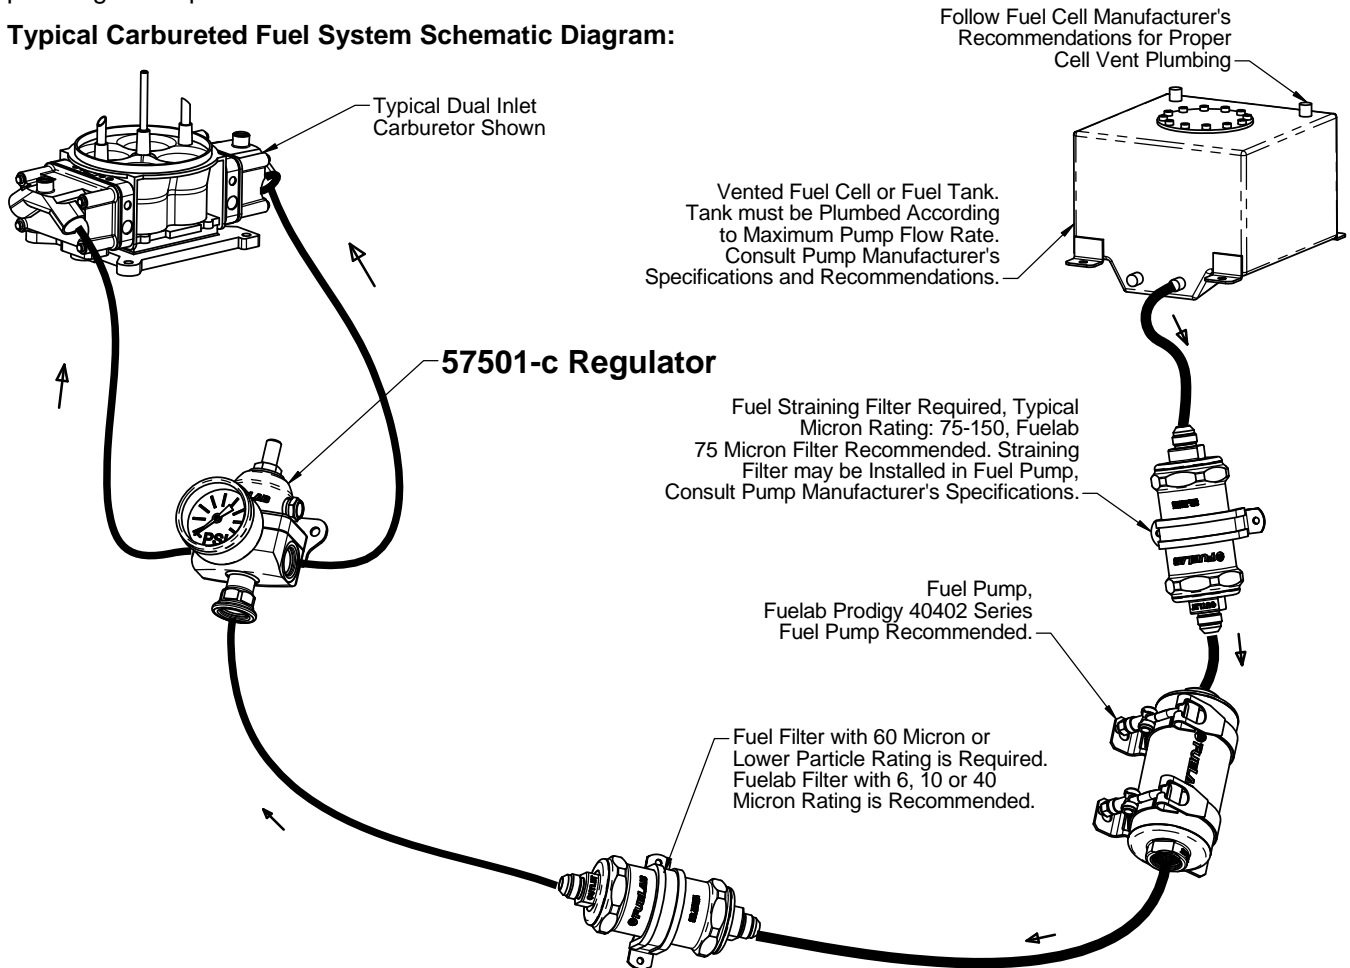 Typical Carbureted Fuel System Schematic Diagram:
Follow Fuel Cell Manufacturer's
Recommendations for Proper
Cell Vent Plumbing
Typical Dual Inlet
Carburetor Shown
Vented Fuel Cell or Fuel Tank.
Tank must be Plumbed According
to Maximum Pump Flow Rate.
Consult Pump Manufacturer's
Specifications and Recommendations.
57501-c Regulator
Fuel Straining Filter Required, Typical
Micron Rating: 75-150, Fuelab
75 Micron Filter Recommended. Straining
Filter may be Installed in Fuel Pump,
Consult Pump Manufacturer's Specifications.
PSI
FUELAB
Fuel Pump,
Fuelab Prodigy 40402 Series
Fuel Pump Recommended.
Fuel Filter with 60 Micron or
Lower Particle Rating is Required.
Fuelab Filter with 6, 10 or 40
Micron Rating is Recommended.
FUELAB